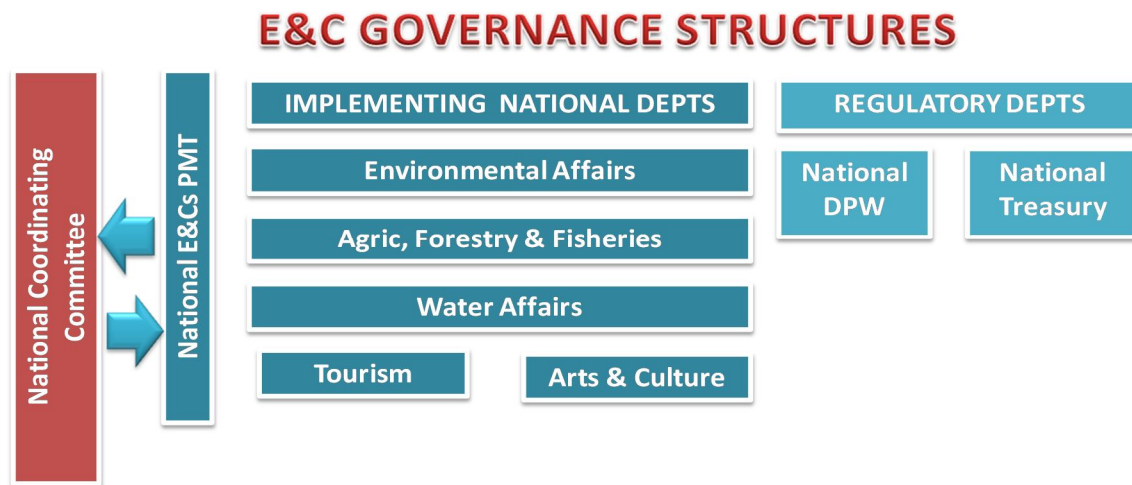 E&C GOVERNANCE STRUCTURES
National Coordinating
Committee
National E&Cs PMT
IMPLEMENTING NATIONAL DEPTS
Environmental Affairs
Agric, Forestry & Fisheries
Water Affairs
Tourism
Arts & Culture
REGULATORY DEPTS
National
DPW
National
Treasury